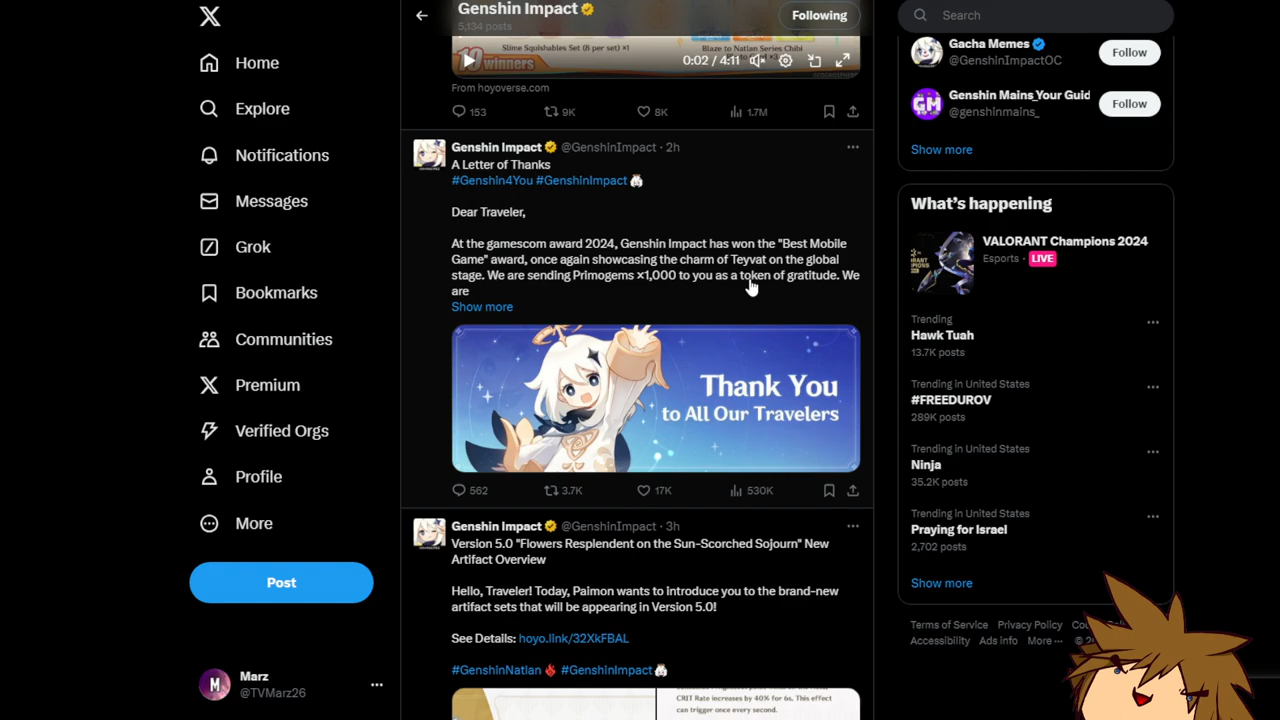 Home
Explore
Notifications
Messages
Grok
Bookmarks
Communities
Premium
Verified Orgs
Profile
More
Post
Marz
@TVMarz26
Genshin Impact
5,134 posts
Following
Slime Squishables Set (8 per set) ×1
Blaze to Natlan Series Chibi
winners
0:02 / 4:11
From hoyoverse.com
153
9K
8K
1.7M
Genshin Impact @GenshinImpact · 2h
A Letter of Thanks
#Genshin4You #GenshinImpact
Dear Traveler,
At the gamescom award 2024, Genshin Impact has won the "Best Mobile
Game" award, once again showcasing the charm of Teyvat on the global
stage. We are sending Primogems ×1,000 to you as a token of gratitude. We
are
Show more
Thank You
to All Our Travelers
562
3.7K
17K
530K
Genshin Impact @GenshinImpact · 3h
Version 5.0 "Flowers Resplendent on the Sun-Scorched Sojourn" New
Artifact Overview
Hello, Traveler! Today, Paimon wants to introduce you to the brand-new
artifact sets that will be appearing in Version 5.0!
See Details: hoyo.link/32XkFBAL
#GenshinNatlan #GenshinImpact
CRIT Rate increases by 40% for 6s. This effect
can trigger once every second.
Search
Gacha Memes
@GenshinImpactOC
Follow
GM
Genshin Mains_Your Guid
@genshinmains_
Follow
Show more
What's happening
VALORANT Champions 2024
Esports · LIVE
Trending
Hawk Tuah
13.7K posts
Trending in United States
#FREEDUROV
289K posts
Trending in United States
Ninja
35.2K posts
Trending in United States
Praying for Israel
2,702 posts
Show more
Terms of Service Privacy Policy
Accessibility Ads info More ···